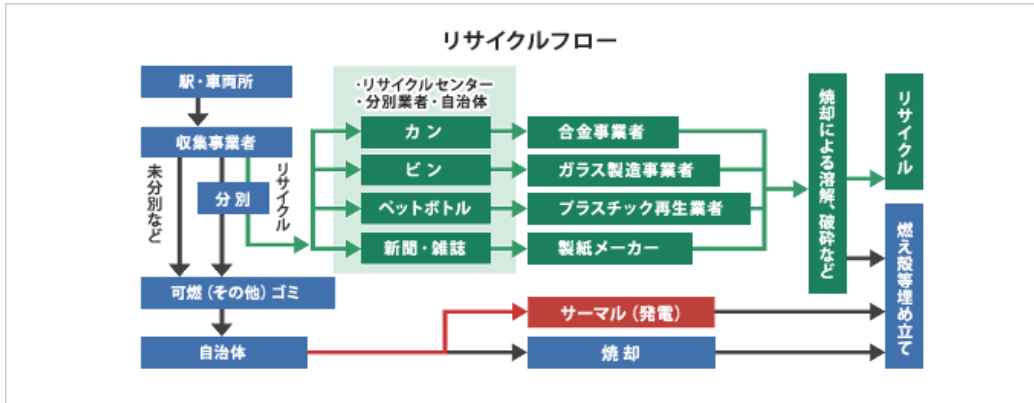 リサイクルフロー
駅・車両所
収集事業者
未分別など
分別
リサイクル
可燃(その他)ゴミ
自治体
・リサイクルセンター
・分別業者・自治体
カン
ビン
ペットボトル
新聞・雑誌
合金事業者
ガラス製造事業者
プラスチック再生業者
製紙メーカー
サーマル(発電)
焼却
焼却による溶解、破砕など
リサイクル
燃え殻等埋め立て